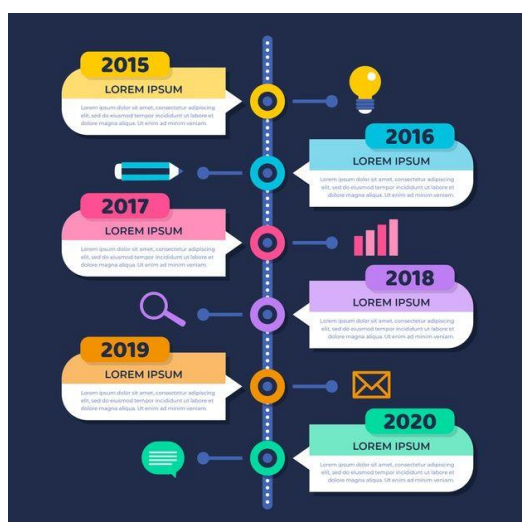 2015
LOREM IPSUM
Lorem ipsum dolor sit amet, consectetur adipiscing
elit, sed do eiusmod tempor incididunt ut labore et
dolore magna aliqua. Ut enim ad minim veniam.
2016
LOREM IPSUM
Lorem ipsum dolor sit amet, consectetur adipiscing
elit, sed do eiusmod tempor incididunt ut labore et
dolore magna aliqua. Ut enim ad minim veniam.
2017
LOREM IPSUM
Lorem ipsum dolor sit amet, consectetur adipiscing
elit, sed do eiusmod tempor incididunt ut labore et
dolore magna aliqua. Ut enim ad minim veniam.
2018
LOREM IPSUM
Lorem ipsum dolor sit amet, consectetur adipiscing
elit, sed do eiusmod tempor incididunt ut labore et
dolore magna aliqua. Ut enim ad minim veniam.
2019
LOREM IPSUM
Lorem ipsum dolor sit amet, consectetur adipiscing
elit, sed do eiusmod tempor incididunt ut labore et
dolore magna aliqua. Ut enim ad minim veniam.
2020
LOREM IPSUM
Lorem ipsum dolor sit amet, consectetur adipiscing
elit, sed do eiusmod tempor incididunt ut labore et
dolore magna aliqua. Ut enim ad minim veniam.